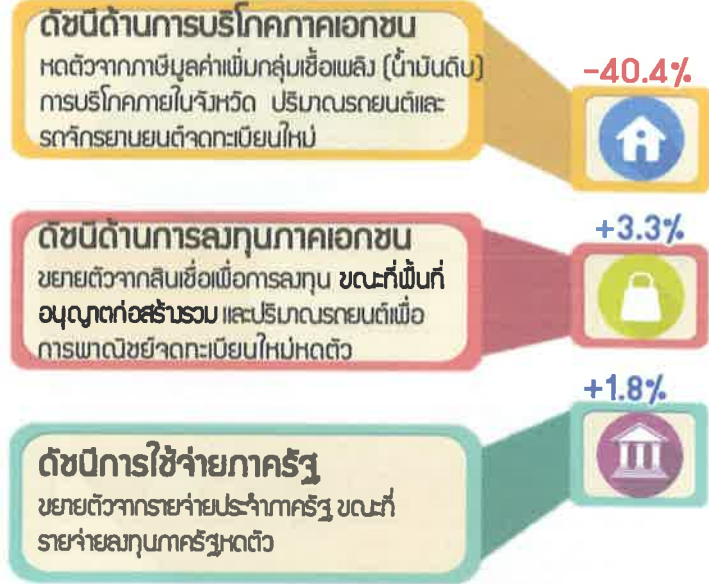 ดัชนีด้านการบริโภคภาคเอกชน
หดตัวจากภาษีมูลค่าเพิ่มกลุ่มเชื้อเพลิง (น้ำมันดิบ)
การบริโภคภายในจังหวัด ปริมาณรถยนต์และ
รถจักรยานยนต์จดทะเบียนใหม่
-40.4%
ดัชนีด้านการลงทุนภาคเอกชน
ขยายตัวจากสินเชื่อเพื่อการลงทุน ขณะที่พื้นที่
อนุญาตก่อสร้างรวม และปริมาณรถยนต์เพื่อ
การพาณิชย์จดทะเบียนใหม่หดตัว
+3.3%
ดัชนีการใช้จ่ายภาครัฐ
ขยายตัวจากรายจ่ายประจำภาครัฐ ขณะที่
รายจ่ายลงทุนภาครัฐหดตัว
+1.8%